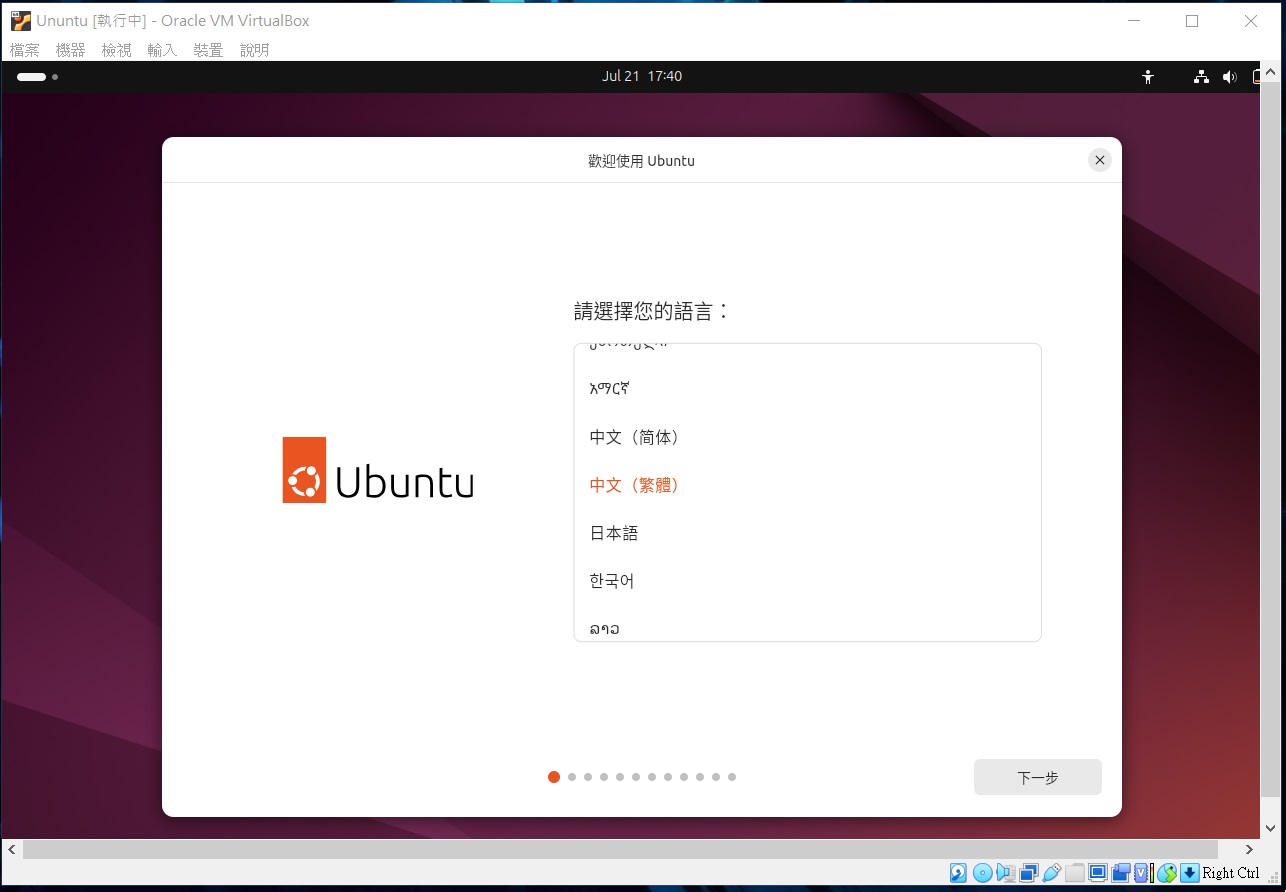 Ununtu [執行中] - Oracle VM VirtualBox
檔案 機器 檢視 輸入 裝置 說明
Jul 21 17:40
歡迎使用 Ubuntu
請選擇您的語言：
አማርኛ
中文（简体）
中文（繁體）
日本語
한국어
ລາວ
Ubuntu
下一步
Right Ctrl